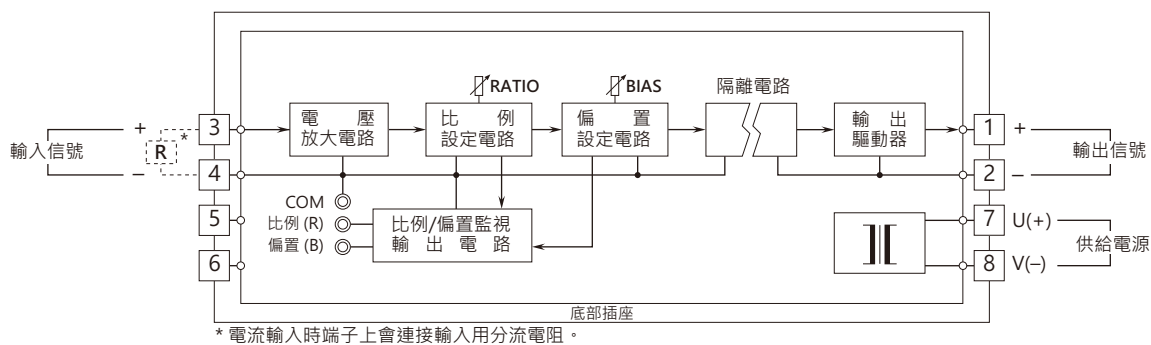 RATIO
BIAS
隔離電路
電 壓
放大電路
比 例
設定電路
偏 置
設定電路
輸 出
驅動器
輸入信號
+
–
R
*
3
4
5
6
COM
比例 (R)
偏置 (B)
比例/偏置監視
輸 出 電 路
1
2
7
8
+
–
U(+)
V(–)
輸出信號
供給電源
底部插座
* 電流輸入時端子上會連接輸入用分流電阻。